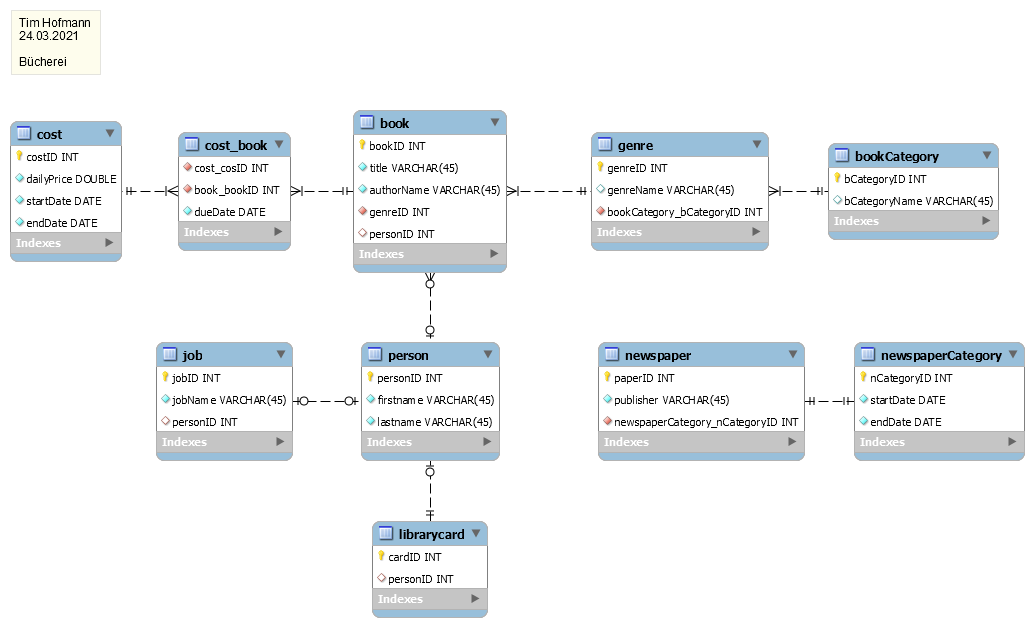 Tim Hofmann
24.03.2021
Bücherei
cost
costID INT
dailyPrice DOUBLE
startDate DATE
endDate DATE
Indexes
cost_book
cost_cosID INT
book_bookID INT
dueDate DATE
Indexes
book
bookID INT
title VARCHAR(45)
authorName VARCHAR(45)
genreID INT
personID INT
Indexes
genre
genreID INT
genreName VARCHAR(45)
bookCategory_bCategoryID INT
Indexes
bookCategory
bCategoryID INT
bCategoryName VARCHAR(45)
Indexes
job
jobID INT
jobName VARCHAR(45)
personID INT
Indexes
person
personID INT
firstname VARCHAR(45)
lastname VARCHAR(45)
Indexes
newspaper
paperID INT
publisher VARCHAR(45)
newspaperCategory_nCategoryID INT
Indexes
newspaperCategory
nCategoryID INT
startDate DATE
endDate DATE
Indexes
librarycard
cardID INT
personID INT
Indexes